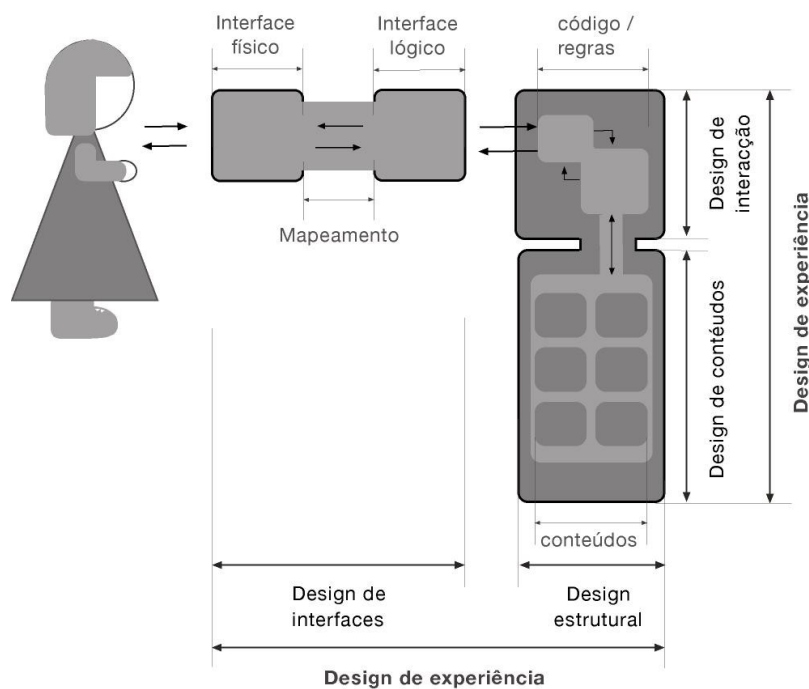 Interface
físico
Interface
lógico
código /
regras
Mapeamento
Design de
interacção
Design de contéudos
Design de experiência
conteúdos
Design de
interfaces
Design
estrutural
Design de experiência